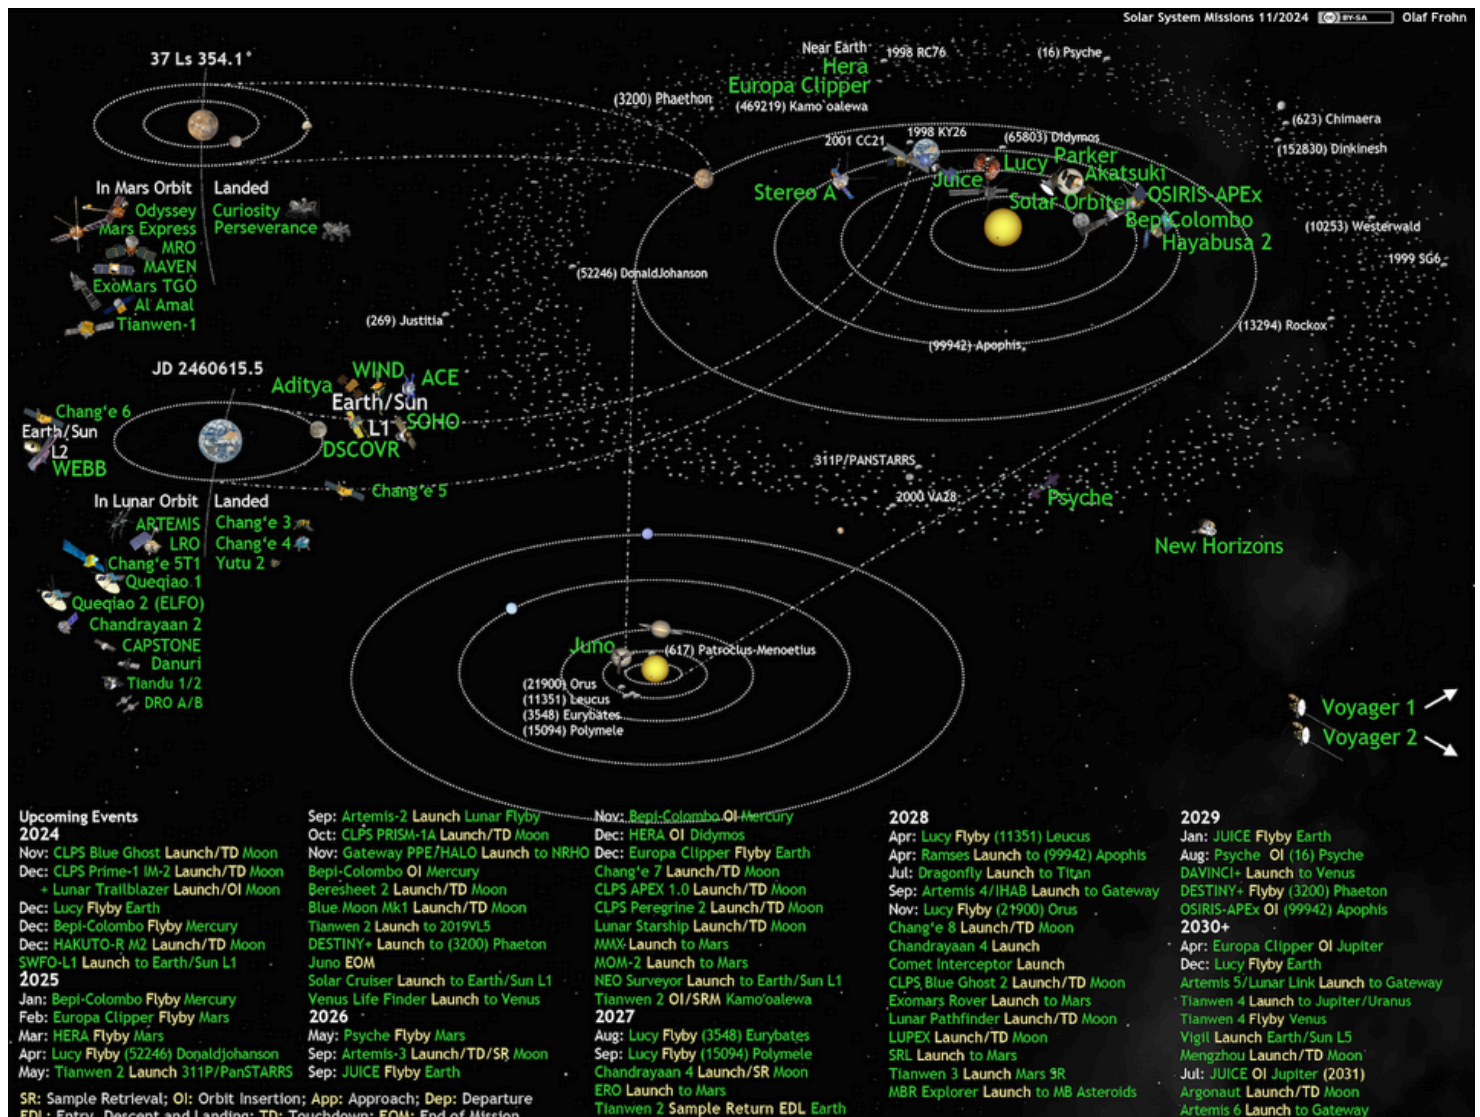 Solar System Missions 11/2024 BY-SA Olaf Frohn
37 Ls 354.1°
In Mars Orbit Landed
Odyssey Curiosity
Mars Express Perseverance
MRO
MAVEN
ExoMars TGO
Al Amal
Tianwen-1
Near Earth
Hera
Europa Clipper
(469219) Kamo`oalewa
1998 RC76
(16) Psyche
(3200) Phaethon
(623) Chimaera
(152830) Dinkinesh
2001 CC21
1998 KY26
(65803) Didymos
Stereo A
Juice
Lucy
Parker
Akatsuki
Solar Orbiter
OSIRIS-APEx
BepiColombo
Hayabusa 2
(10253) Westerwald
1999 SG6
(52246) DonaldJohanson
(269) Justitia
(13294) Rockox
(99942) Apophis
JD 2460615.5
Chang'e 6
Earth/Sun
L2
WEBB
Aditya
WIND
ACE
Earth/Sun
L1
SOHO
DSCOVR
Chang'e 5
In Lunar Orbit Landed
ARTEMIS Chang'e 3
LRO Chang'e 4
Chang'e 5T1 Yutu 2
Queqiao 1
Queqiao 2 (ELFO)
Chandrayaan 2
CAPSTONE
Danuri
Tiandu 1/2
DRO A/B
311P/PANSTARRS
2000 VA28
Psyche
New Horizons
Juno
(617) Patroclus-Menoetius
(21900) Orus
(11351) Leucus
(3548) Eurybates
(15094) Polymele
Voyager 1
Voyager 2
Upcoming Events
2024
Nov: CLPS Blue Ghost Launch/TD Moon
Dec: CLPS Prime-1 IM-2 Launch/TD Moon
+ Lunar Trailblazer Launch/OI Moon
Dec: Lucy Flyby Earth
Dec: Bepi-Colombo Flyby Mercury
Dec: HAKUTO-R M2 Launch/TD Moon
SWFO-L1 Launch to Earth/Sun L1
2025
Jan: Bepi-Colombo Flyby Mercury
Feb: Europa Clipper Flyby Mars
Mar: HERA Flyby Mars
Apr: Lucy Flyby (52246) Donaldjohanson
May: Tianwen 2 Launch 311P/PanSTARRS
SR: Sample Retrieval; OI: Orbit Insertion; App: Approach; Dep: Departure
EDL: Entry, Descent and Landing; TD: Touchdown; EOM: End of Mission
Sep: Artemis-2 Launch Lunar Flyby
Oct: CLPS PRISM-1A Launch/TD Moon
Nov: Gateway PPE/HALO Launch to NRHO
Bepi-Colombo OI Mercury
Beresheet 2 Launch/TD Moon
Blue Moon Mk1 Launch/TD Moon
Tianwen 2 Launch to 2019VL5
DESTINY+ Launch to (3200) Phaeton
Juno EOM
Solar Cruiser Launch to Earth/Sun L1
Venus Life Finder Launch to Venus
2026
May: Psyche Flyby Mars
Sep: Artemis-3 Launch/TD/SR Moon
Sep: JUICE Flyby Earth
Nov: Bepi-Colombo OI Mercury
Dec: HERA OI Didymos
Dec: Europa Clipper Flyby Earth
Chang'e 7 Launch/TD Moon
CLPS APEX 1.0 Launch/TD Moon
CLPS Peregrine 2 Launch/TD Moon
Lunar Starship Launch/TD Moon
MMX Launch to Mars
MOM-2 Launch to Mars
NEO Surveyor Launch to Earth/Sun L1
Tianwen 2 OI/SRM Kamo'oalewa
2027
Aug: Lucy Flyby (3548) Eurybates
Sep: Lucy Flyby (15094) Polymele
Chandrayaan 4 Launch/SR Moon
ERO Launch to Mars
Tianwen 2 Sample Return EDL Earth
2028
Apr: Lucy Flyby (11351) Leucus
Apr: Ramses Launch to (99942) Apophis
Jul: Dragonfly Launch to Titan
Sep: Artemis 4/IHAB Launch to Gateway
Nov: Lucy Flyby (21900) Orus
Chang'e 8 Launch/TD Moon
Chandrayaan 4 Launch
Comet Interceptor Launch
CLPS Blue Ghost 2 Launch/TD Moon
Exomars Rover Launch to Mars
Lunar Pathfinder Launch/TD Moon
LUPEX Launch/TD Moon
SRL Launch to Mars
Tianwen 3 Launch Mars SR
MBR Explorer Launch to MB Asteroids
2029
Jan: JUICE Flyby Earth
Aug: Psyche OI (16) Psyche
DAVINCI+ Launch to Venus
DESTINY+ Flyby (3200) Phaeton
OSIRIS-APEx OI (99942) Apophis
2030+
Apr: Europa Clipper OI Jupiter
Dec: Lucy Flyby Earth
Artemis 5/Lunar Link Launch to Gateway
Tianwen 4 Launch to Jupiter/Uranus
Tianwen 4 Flyby Venus
Vigil Launch Earth/Sun L5
Mengzhou Launch/TD Moon
Jul: JUICE OI Jupiter (2031)
Argonaut Launch/TD Moon
Artemis 6 Launch to Gateway